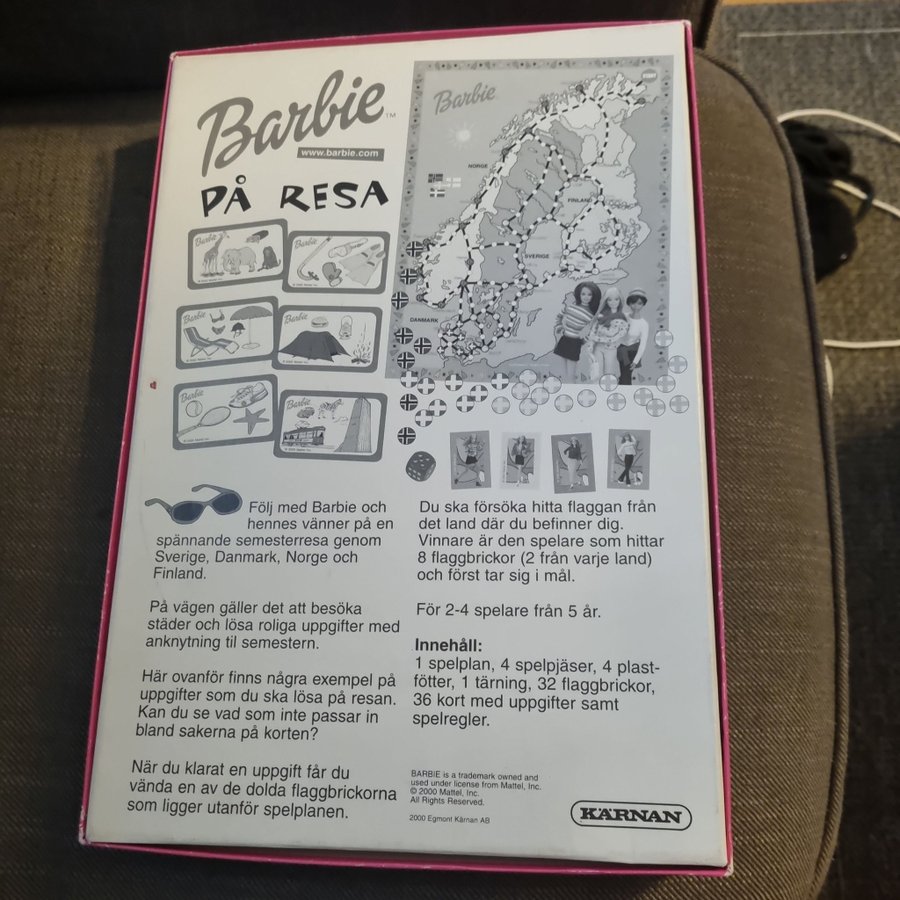 Barbie™
www.barbie.com
PÅ RESA
Barbie
START
NORGE
FINLAND
SVERIGE
DANMARK
Barbie
Barbie
Barbie
Barbie
Barbie
Barbie
Följ med Barbie och
hennes vänner på en
spännande semesterresa genom
Sverige, Danmark, Norge och
Finland.
På vägen gäller det att besöka
städer och lösa roliga uppgifter med
anknytning til semestern.
Här ovanför finns några exempel på
uppgifter som du ska lösa på resan.
Kan du se vad som inte passar in
bland sakerna på korten?
När du klarat en uppgift får du
vända en av de dolda flaggbrickorna
som ligger utanför spelplanen.
Du ska försöka hitta flaggan från
det land där du befinner dig.
Vinnare är den spelare som hittar
8 flaggbrickor (2 från varje land)
och först tar sig i mål.
För 2-4 spelare från 5 år.
Innehåll:
1 spelplan, 4 spelpjäser, 4 plast-
fötter, 1 tärning, 32 flaggbrickor,
36 kort med uppgifter samt
spelregler.
BARBIE is a trademark owned and
used under license from Mattel, Inc.
© 2000 Mattel, Inc.
All Rights Reserved.
2000 Egmont Kärnan AB
KÄRNAN